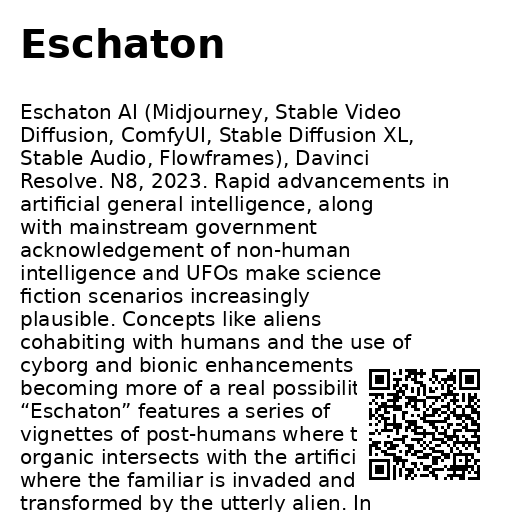 Eschaton
Eschaton AI (Midjourney, Stable Video
Diffusion, ComfyUI, Stable Diffusion XL,
Stable Audio, Flowframes), Davinci
Resolve. N8, 2023. Rapid advancements in
artificial general intelligence, along
with mainstream government
acknowledgement of non-human
intelligence and UFOs make science
fiction scenarios increasingly
plausible. Concepts like aliens
cohabiting with humans and the use of
cyborg and bionic enhancements
becoming more of a real possibilit
“Eschaton” features a series of
vignettes of post-humans where t
organic intersects with the artifici
where the familiar is invaded and
transformed by the utterly alien. In